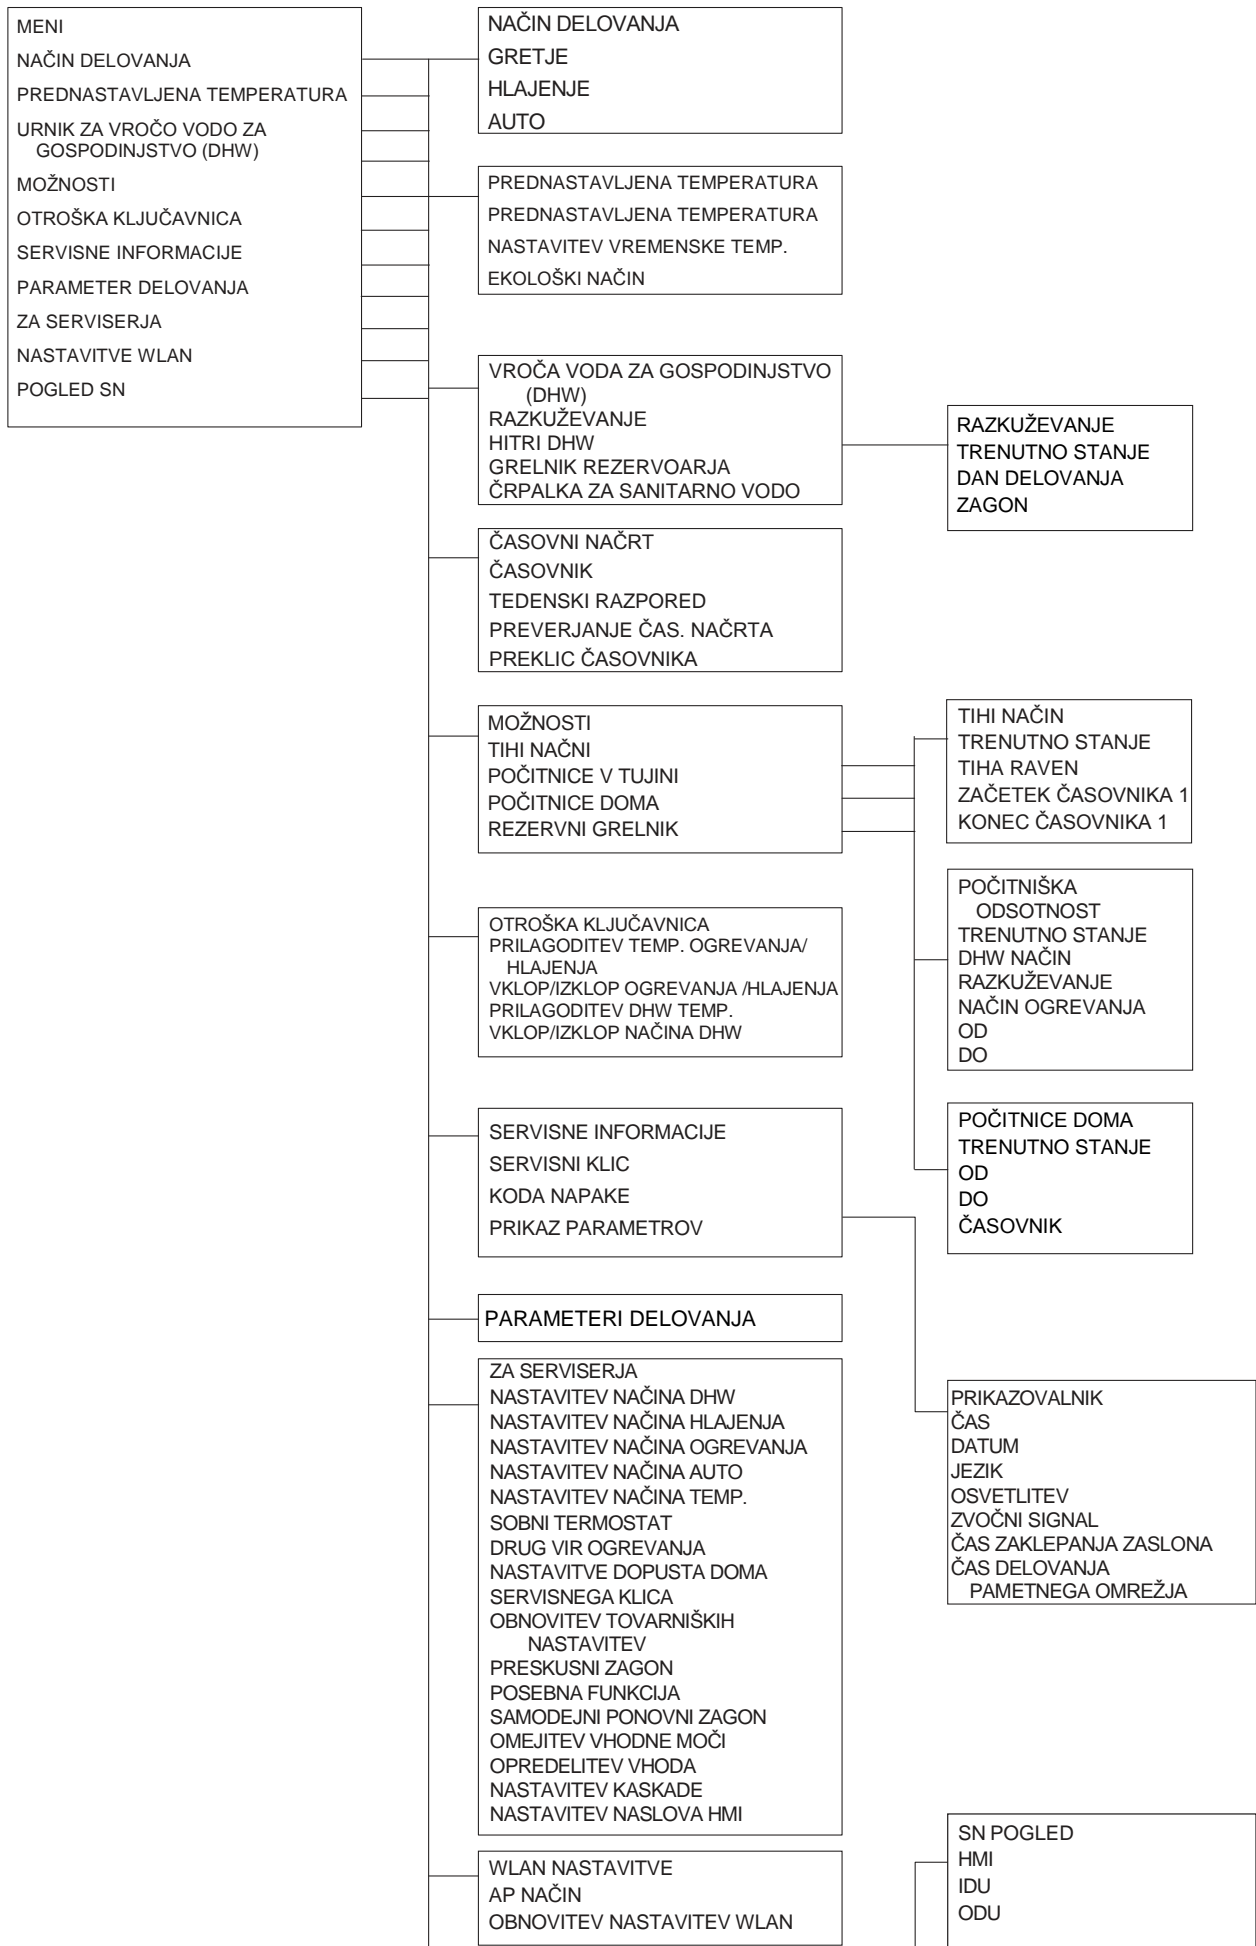 MENI
NAČIN DELOVANJA
PREDNASTAVLJENA TEMPERATURA
URNIK ZA VROČO VODO ZA
GOSPODINJSTVO (DHW)
MOŽNOSTI
OTROŠKA KLJUČAVNICA
SERVISNE INFORMACIJE
PARAMETER DELOVANJA
ZA SERVISERJA
NASTAVITVE WLAN
POGLED SN
NAČIN DELOVANJA
GRETJE
HLAJENJE
AUTO
PREDNASTAVLJENA TEMPERATURA
PREDNASTAVLJENA TEMPERATURA
NASTAVITEV VREMENSKE TEMP.
EKOLOŠKI NAČIN
VROČA VODA ZA GOSPODINJSTVO
(DHW)
RAZKUŽEVANJE
HITRI DHW
GRELNIK REZERVOARJA
ČRPALKA ZA SANITARNO VODO
RAZKUŽEVANJE
TRENUTNO STANJE
DAN DELOVANJA
ZAGON
ČASOVNI NAČRT
ČASOVNIK
TEDENSKI RAZPORED
PREVERJANJE ČAS. NAČRTA
PREKLIC ČASOVNIKA
MOŽNOSTI
TIHI NAČNI
POČITNICE V TUJINI
POČITNICE DOMA
REZERVNI GRELNIK
TIHI NAČIN
TRENUTNO STANJE
TIHA RAVEN
ZAČETEK ČASOVNIKA 1
KONEC ČASOVNIKA 1
POČITNIŠKA
ODSOTNOST
TRENUTNO STANJE
DHW NAČIN
RAZKUŽEVANJE
NAČIN OGREVANJA
OD
DO
POČITNICE DOMA
TRENUTNO STANJE
OD
DO
ČASOVNIK
OTROŠKA KLJUČAVNICA
PRILAGODITEV TEMP. OGREVANJA/
HLAJENJA
VKLOP/IZKLOP OGREVANJA /HLAJENJA
PRILAGODITEV DHW TEMP.
VKLOP/IZKLOP NAČINA DHW
SERVISNE INFORMACIJE
SERVISNI KLIC
KODA NAPAKE
PRIKAZ PARAMETROV
PARAMETERI DELOVANJA
ZA SERVISERJA
NASTAVITEV NAČINA DHW
NASTAVITEV NAČINA HLAJENJA
NASTAVITEV NAČINA OGREVANJA
NASTAVITEV NAČINA AUTO
NASTAVITEV NAČINA TEMP.
SOBNI TERMOSTAT
DRUG VIR OGREVANJA
NASTAVITVE DOPUSTA DOMA
SERVISNEGA KLICA
OBNOVITEV TOVARNIŠKIH
NASTAVITEV
PRESKUSNI ZAGON
POSEBNA FUNKCIJA
SAMODEJNI PONOVNI ZAGON
OMEJITEV VHODNE MOČI
OPREDELITEV VHODA
NASTAVITEV KASKADE
NASTAVITEV NASLOVA HMI
PRIKAZOVALNIK
ČAS
DATUM
JEZIK
OSVETLITEV
ZVOČNI SIGNAL
ČAS ZAKLEPANJA ZASLONA
ČAS DELOVANJA
PAMETNEGA OMREŽJA
WLAN NASTAVITVE
AP NAČIN
OBNOVITEV NASTAVITEV WLAN
SN POGLED
HMI
IDU
ODU